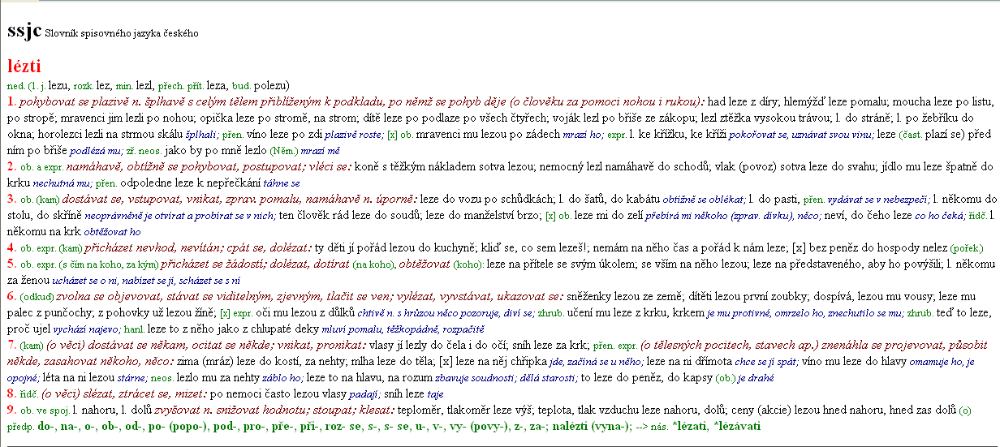 ssjc Slovník spisovného jazyka českého
lézti
ned. (1. j. lezu, rozk. lez, min. lezl, přech. přít. leza, bud. polezu)
1. pohybovat se plazivě n. šplhavě s celým tělem přiblíženým k podkladu, po němž se pohyb děje (o člověku za pomoci nohou i rukou): had leze z díry; hlemýžď leze pomalu; moucha leze po listu,
po stropě; mravenci jim lezli po nohou; opička leze po stromě, na strom; dítě leze po podlaze po všech čtyřech; voják lezl po břiše ze zákopu; lezl ztěžka vysokou trávou; l. do stráně; l. po žebříku do
okna; horolezci lezli na strmou skálu šplhali; přen. víno leze po zdi plazivě roste; [x] ob. mravenci mu lezou po zádech mrazí ho; expr. l. ke křížku, ke kříži pokořovat se, uznávat svou vinu; leze (čast. plazí se) před
ním po břiše podlézá mu; zř. neos. jako by po mně lezlo (Něm.) mrazí mě
2. ob. a expr. namáhavě, obtížně se pohybovat, postupovat; vléci se: koně s těžkým nákladem sotva lezou; nemocný lezl namáhavě do schodů; vlak (povoz) sotva leze do svahu; jídlo mu leze špatně do
krku nechutná mu; přen. odpoledne leze k nepřečkání táhne se
3. ob. (kam) dostávat se, vstupovat, vnikat, zprav. pomalu, namáhavě n. úporně: leze do vozu po schůdkách; l. do šatů, do kabátu obtížně se oblékat; l. do pasti, přen. vydávat se v nebezpečí; l. někomu do
stolu, do skříně neoprávněně je otvírat a probírat se v nich; ten člověk rád leze do soudů; leze do manželství brzo; [x] ob. leze mi do zelí přebírá mi někoho (zprav. dívku), něco; neví, do čeho leze co ho čeká; řidč. l.
někomu na krk obtěžovat ho
4. ob. expr. (kam) přicházet nevhod, nevítán; cpát se, dolézat: ty děti jí pořád lezou do kuchyně; kliď se, co sem lezeš!; nemám na něho čas a pořád k nám leze; [x] bez peněz do hospody nelez (pořek.)
5. ob. expr. (s čím na koho, za kým) přicházet se žádostí; dolézat, dotírat (na koho), obtěžovat (koho): leze na přítele se svým úkolem; se vším na něho lezou; leze na představeného, aby ho povýšili; l. někomu
za ženou ucházet se o ni, nabízet se jí, scházet se s ní
6. (odkud) zvolna se objevovat, stávat se viditelným, zjevným, tlačit se ven; vylézat, vyvstávat, ukazovat se: sněženky lezou ze země; dítěti lezou první zoubky; dospívá, lezou mu vousy; leze mu
palec z punčochy; z pohovky už lezou žíně; [x] expr. oči mu lezou z důlků chtivě n. s hrůzou něco pozoruje, diví se; zhrub. učení mu leze z krku, krkem je mu protivné, omrzelo ho, znechutilo se mu; zhrub. teď to leze,
proč ujel vychází najevo; hanl. leze to z něho jako z chlupaté deky mluví pomalu, těžkopádně, rozpačitě
7. (kam) (o věci) dostávat se někam, ocitat se někde; vnikat, pronikat: vlasy jí lezly do čela i do očí; sníh leze za krk; přen. expr. (o tělesných pocitech, stavech ap.) znenáhla se projevovat, působit
někde, zasahovat někoho, něco: zima (mráz) leze do kostí, za nehty; mlha leze do těla; [x] leze na něj chřipka jde, začíná se u něho; leze na ni dřímota chce se jí spát; víno mu leze do hlavy omamuje ho, je
opojné; léta na ni lezou stárne; neos. lezlo mu za nehty záblo ho; leze to na hlavu, na rozum zbavuje soudnosti; dělá starosti; to leze do peněz, do kapsy (ob.) je drahé
8. řidč. (o věci) slézat, ztrácet se, mizet: po nemoci často lezou vlasy padají; sníh leze taje
9. ob. ve spoj. l. nahoru, l. dolů zvyšovat n. snižovat hodnotu; stoupat; klesat: teploměr, tlakoměr leze výš; teplota, tlak vzduchu leze nahoru, dolů; ceny (akcie) lezou hned nahoru, hned zas dolů (o)
předp. do-, na-, o-, ob-, od-, po- (popo-), pod-, pro-, pře-, při-, roz- se, s-, s- se, u-, v-, vy- (povy-), z-, za-; nalézti (vyna-); --> nás. *lézati, *lézávati